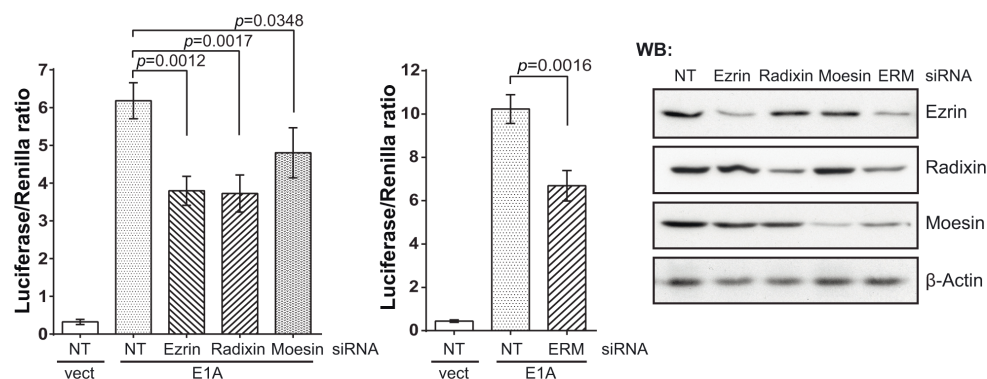 p=0.0348
p=0.0017
p=0.0012
Luciferase/Renilla ratio
7
6
5
4
3
2
1
0
NT NT Ezrin Radixin Moesin siRNA
vect E1A
p=0.0016
Luciferase/Renilla ratio
12
10
8
6
4
2
0
NT NT ERM siRNA
vect E1A
WB:
NT Ezrin Radixin Moesin ERM siRNA
Ezrin
Radixin
Moesin
β-Actin